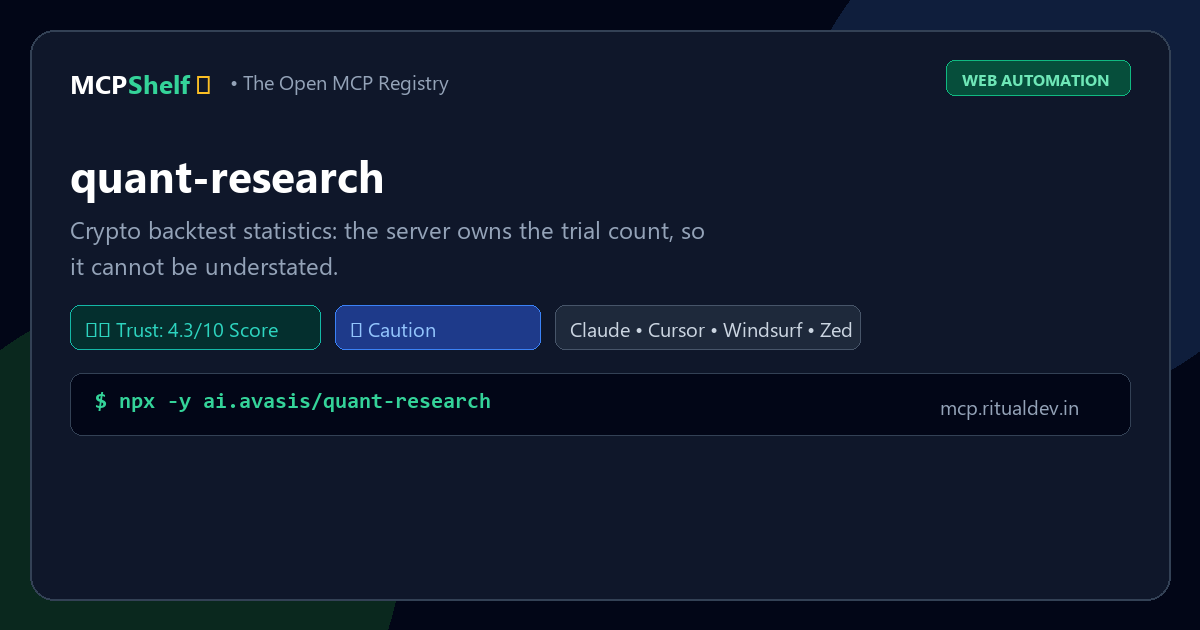 MCPShelf • The Open MCP Registry
WEB AUTOMATION
quant-research
Crypto backtest statistics: the server owns the trial count, so
it cannot be understated.
Trust: 4.3/10 Score
Caution
Claude • Cursor • Windsurf • Zed
$ npx -y ai.avasis/quant-research
mcp.ritualdev.in